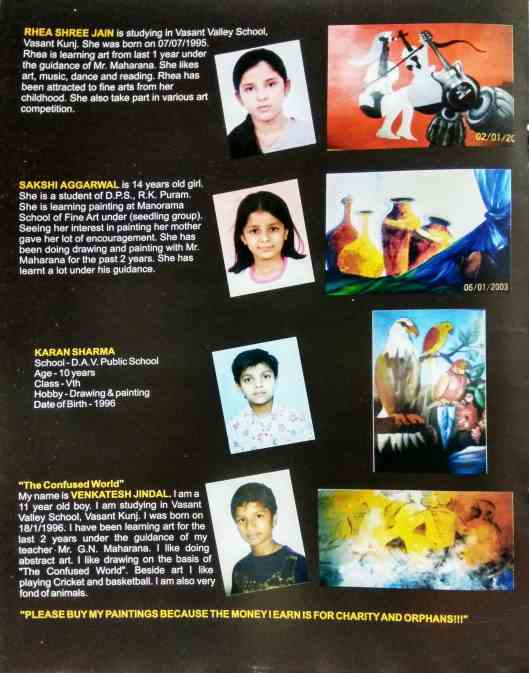 RHEA SHREE JAIN is studying in Vasant Valley School,
Vasant Kunj. She was born on 07/07/1995.
Rhea is learning art from last 1 year under
the guidance of Mr. Maharana. She likes
art, music, dance and reading. Rhea has
been attracted to fine arts from her
childhood. She also take part in various art
competition.
02/01/20
SAKSHI AGGARWAL is 14 years old girl.
She is a student of D.P.S., R.K. Puram.
She is learning painting at Manorama
School of Fine Art under (seedling group).
Seeing her interest in painting her mother
gave her lot of encouragement. She has
been doing drawing and painting with Mr.
Maharana for the past 2 years. She has
learnt a lot under his guidance.
06/01/2003
KARAN SHARMA
School - D.A.V. Public School
Age - 10 years
Class - Vth
Hobby - Drawing & painting
Date of Birth - 1996
"The Confused World"
My name is VENKATESH JINDAL. I am a
11 year old boy. I am studying in Vasant
Valley School, Vasant Kunj. I was born on
18/1/1996. I have been learning art for the
last 2 years under the guidance of my
teacher Mr. G.N. Maharana. I like doing
abstract art. I like drawing on the basis of
"The Confused World". Beside art I like
playing Cricket and basketball. I am also very
fond of animals.
"PLEASE BUY MY PAINTINGS BECAUSE THE MONEY I EARN IS FOR CHARITY AND ORPHANS!!!"